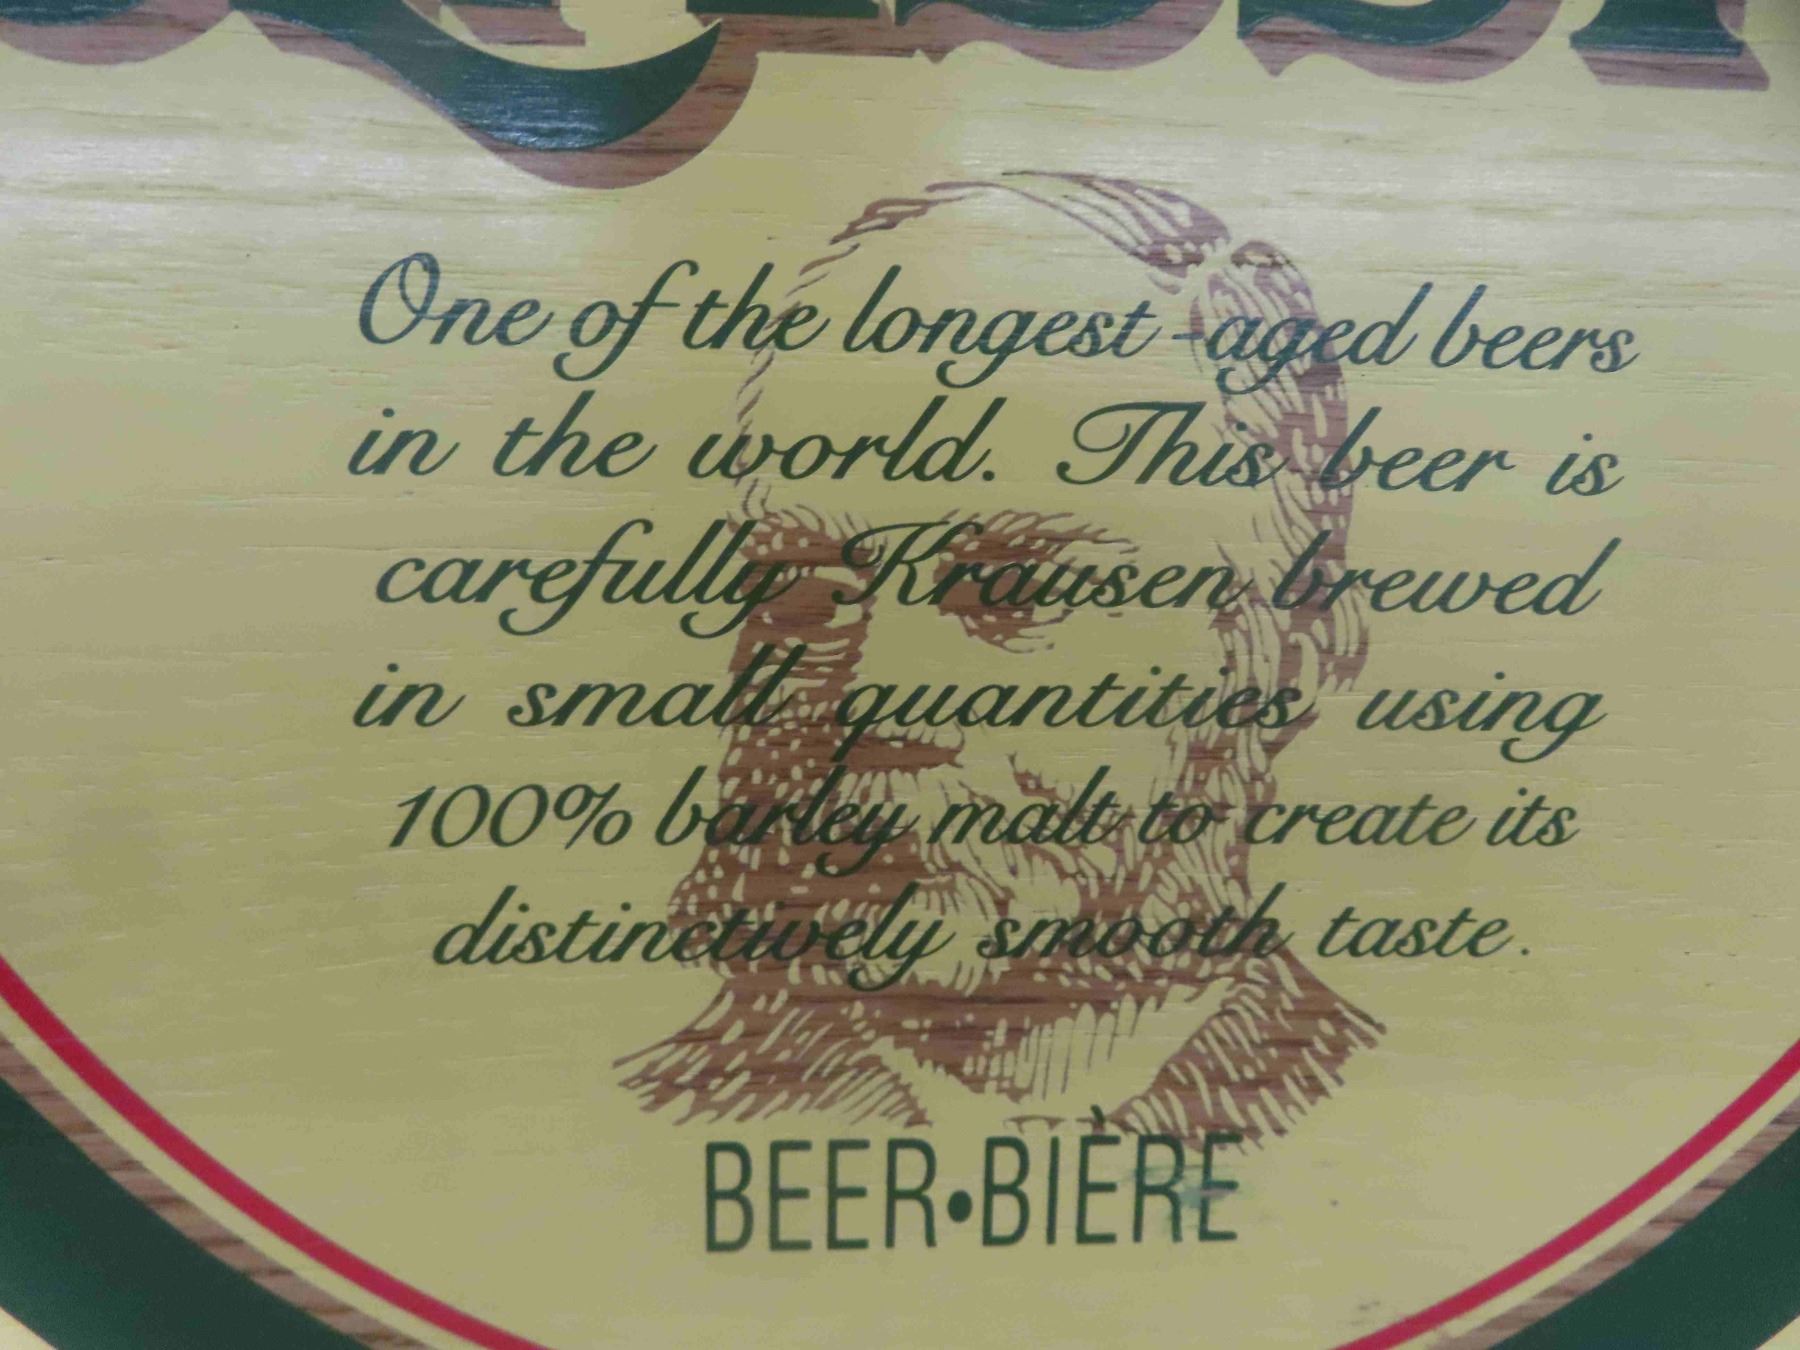 One of the longest-aged beers
in the world. This beer is
carefully Krausen brewed
in small quantities using
100% barley malt to create its
distinctively smooth taste.
BEER•BIÈRE